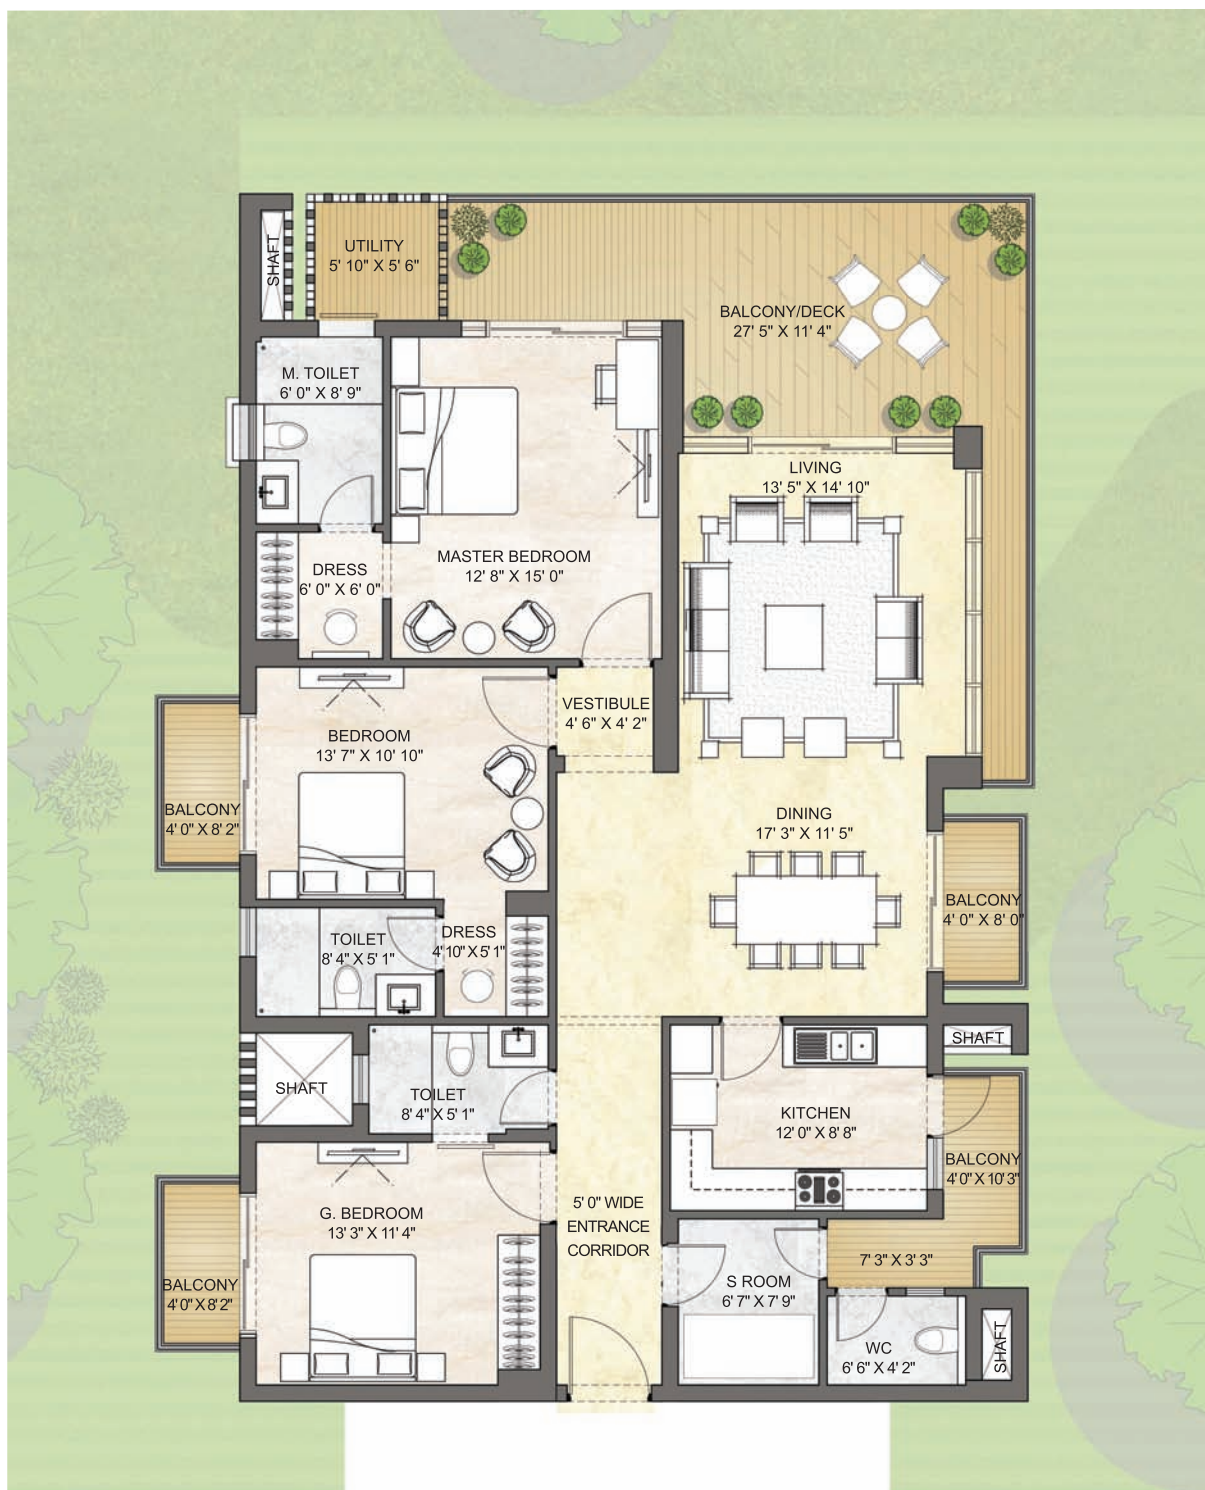 SHAFT
UTILITY
5' 10" X 5' 6"
BALCONY/DECK
27' 5" X 11' 4"
M. TOILET
6' 0" X 8' 9"
LIVING
13' 5" X 14' 10"
MASTER BEDROOM
12' 8" X 15' 0"
DRESS
6' 0" X 6' 0"
VESTIBULE
4' 6" X 4' 2"
BEDROOM
13' 7" X 10' 10"
BALCONY
4' 0" X 8' 2"
DINING
17' 3" X 11' 5"
BALCONY
4' 0" X 8' 0"
TOILET
8' 4" X 5' 1"
DRESS
4' 10" X 5' 1"
SHAFT
SHAFT
TOILET
8' 4" X 5' 1"
KITCHEN
12' 0" X 8' 8"
BALCONY
4' 0" X 10' 3"
G. BEDROOM
13' 3" X 11' 4"
5' 0" WIDE
ENTRANCE
CORRIDOR
BALCONY
4' 0" X 8' 2"
S ROOM
6' 7" X 7' 9"
7' 3" X 3' 3"
WC
6' 6" X 4' 2"
SHAFT